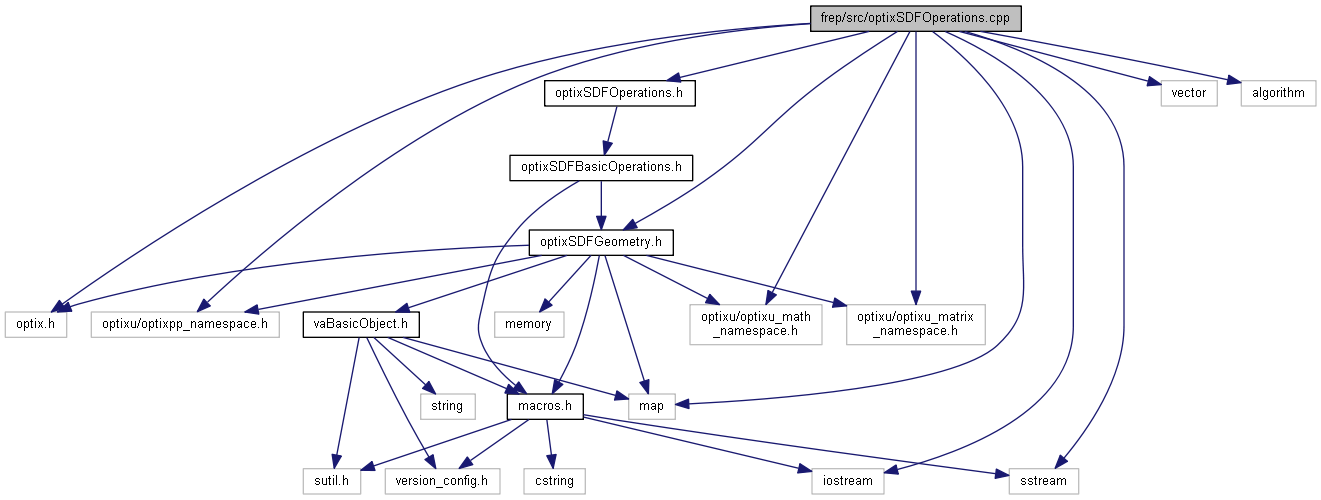 frep/src/optixSDFOperations.cpp
optixSDFOperations.h
vector
algorithm
optixSDFBasicOperations.h
optixSDFGeometry.h
optix.h
optixu/optixpp_namespace.h
vaBasicObject.h
memory
optixu/optixu_math
_namespace.h
optixu/optixu_matrix
_namespace.h
string
macros.h
map
sutil.h
version_config.h
cstring
iostream
sstream